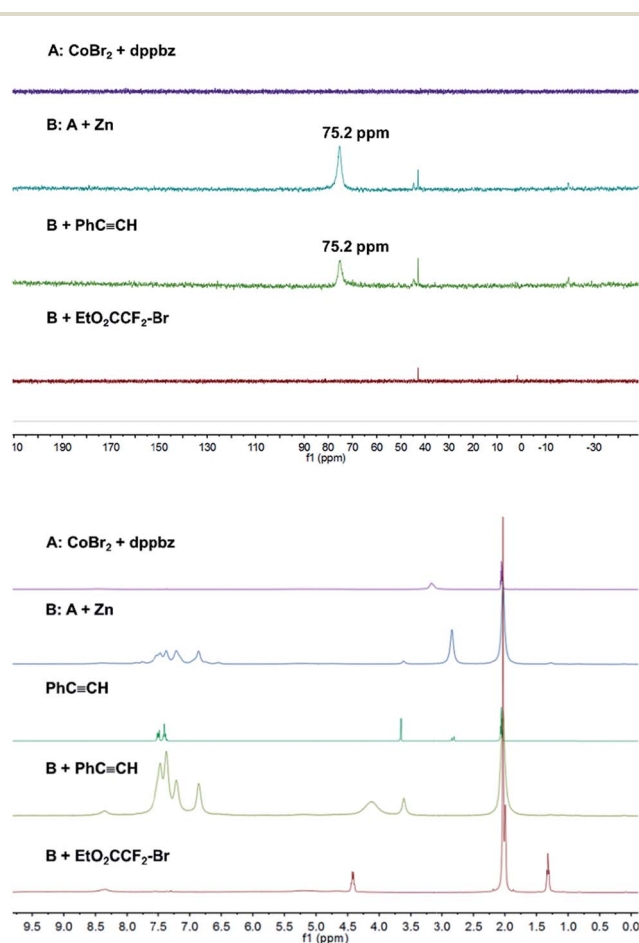 A: CoBr₂ + dppbz
B: A + Zn
75.2 ppm
B + PhC≡CH
75.2 ppm
B + EtO₂CCF₂-Br
10 190 170 150 130 110 90 80 70 60 50 40 30 20 10 0 -10 -30
f1 (ppm)
A: CoBr₂ + dppbz
B: A + Zn
PhC≡CH
B + PhC≡CH
B + EtO₂CCF₂-Br
9.5 9.0 8.5 8.0 7.5 7.0 6.5 6.0 5.5 5.0 4.5 4.0 3.5 3.0 2.5 2.0 1.5 1.0 0.5 0.0
f1 (ppm)